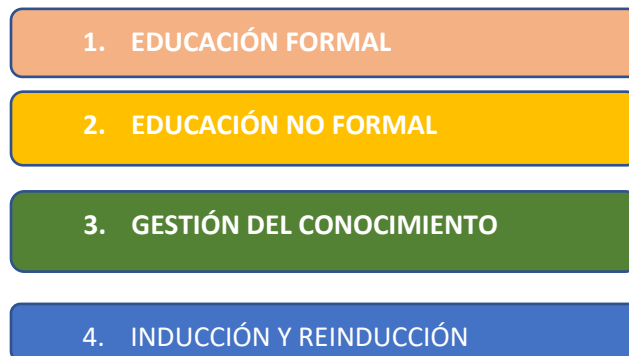 1. EDUCACIÓN FORMAL
2. EDUCACIÓN NO FORMAL
3. GESTIÓN DEL CONOCIMIENTO
4. INDUCCIÓN Y REINDUCCIÓN